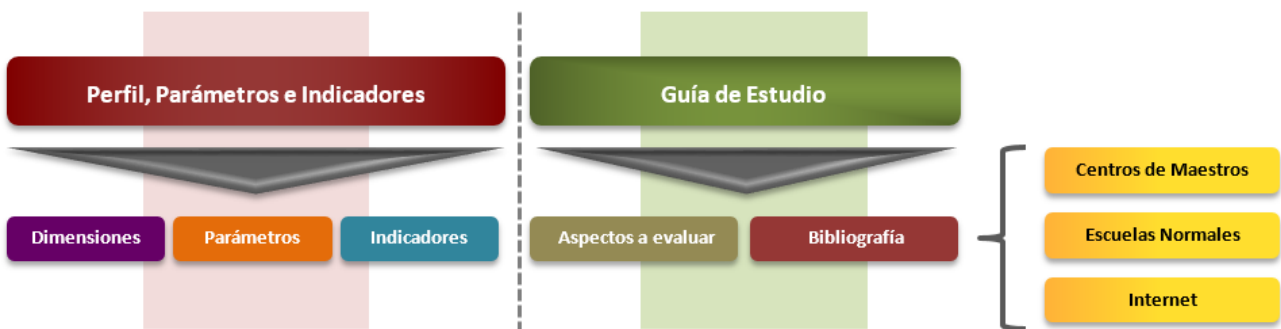 Perfil, Parámetros e Indicadores
Guía de Estudio
Dimensiones
Parámetros
Indicadores
Aspectos a evaluar
Bibliografía
Centros de Maestros
Escuelas Normales
Internet